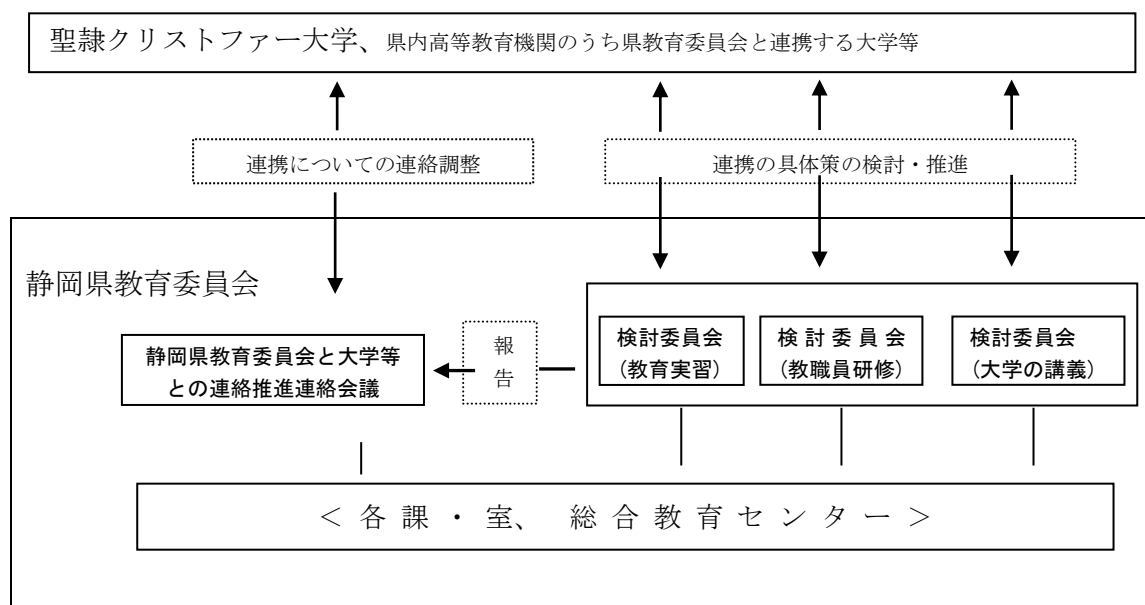 聖隷クリストファー大学、県内高等教育機関のうち県教育委員会と連携する大学等
連携についての連絡調整
連携の具体策の検討・推進
静岡県教育委員会
静岡県教育委員会と大学等
との連絡推進連絡会議
報
告
検討委員会
(教育実習)
検討委員会
(教職員研修)
検討委員会
(大学の講義)
<各課・室、 総合教育センター>